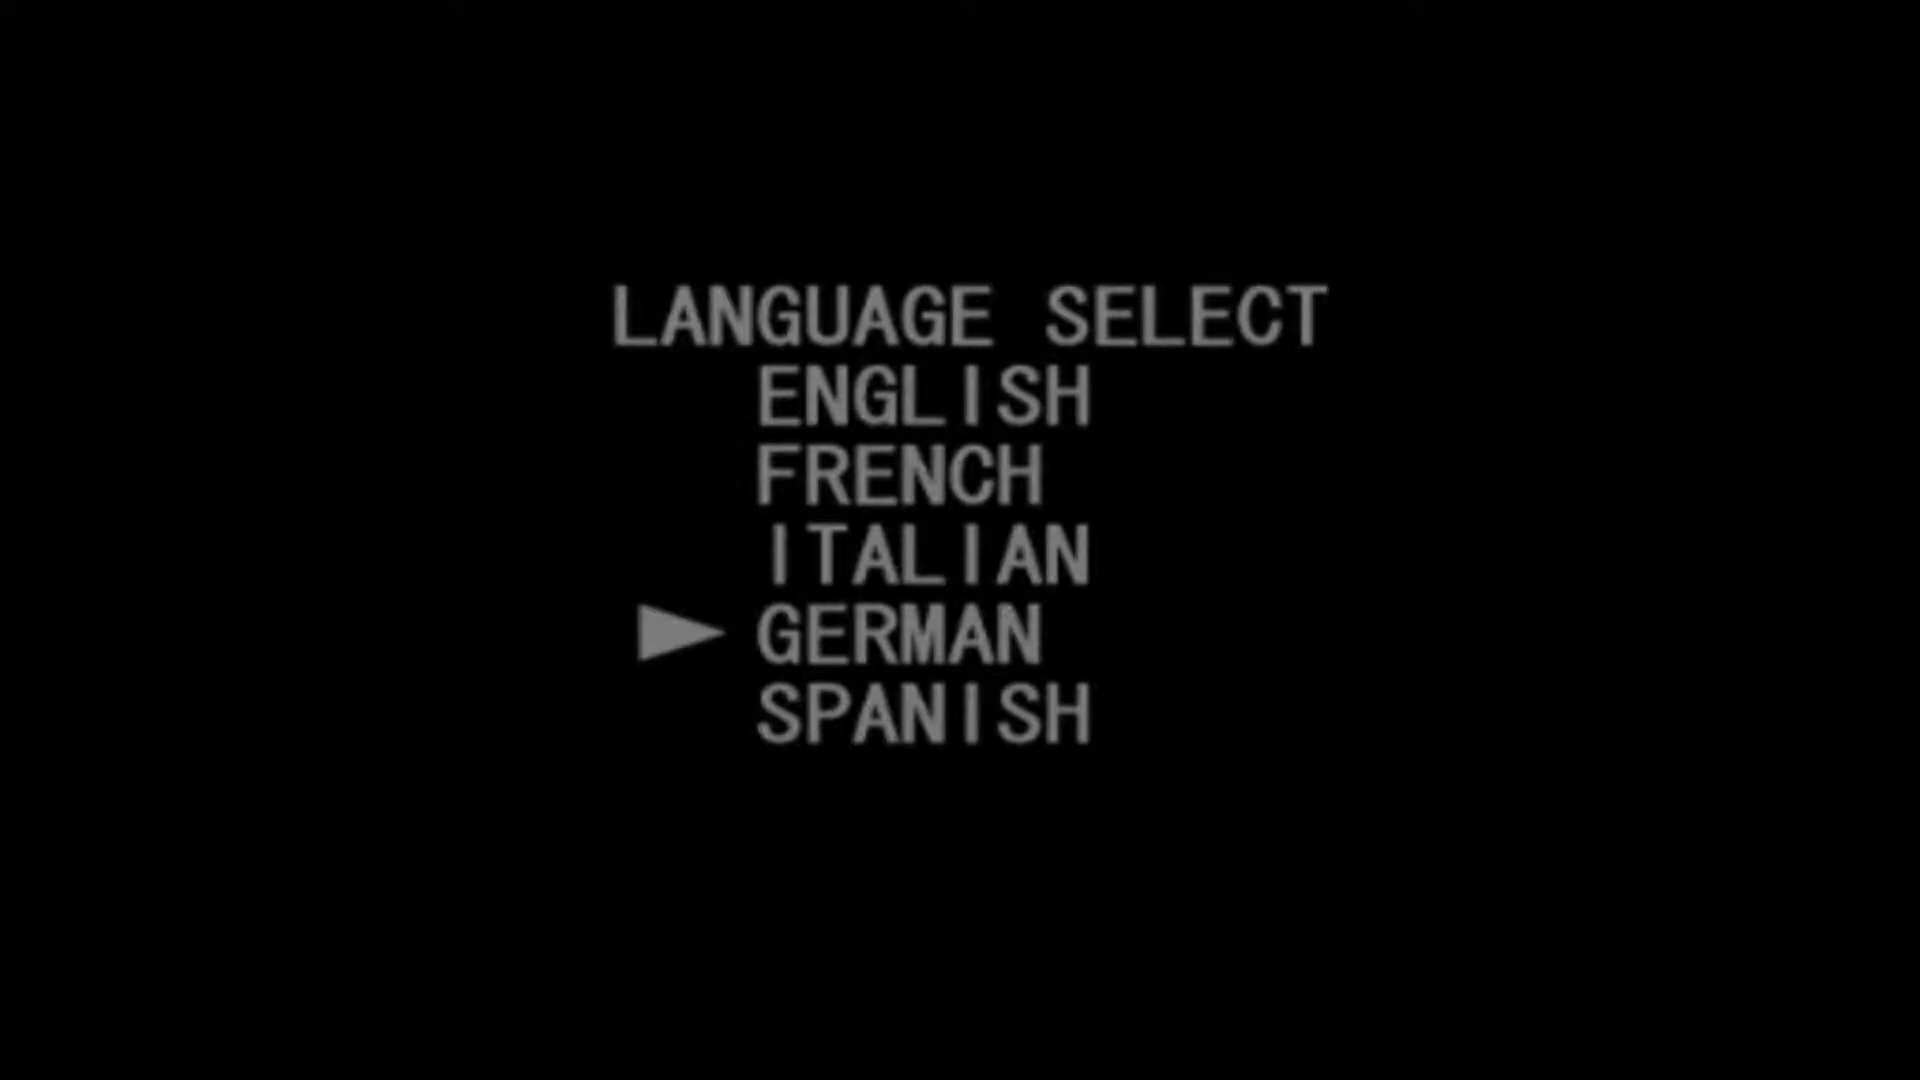 LANGUAGE SELECT
ENGLISH
FRENCH
ITALIAN
GERMAN
SPANISH